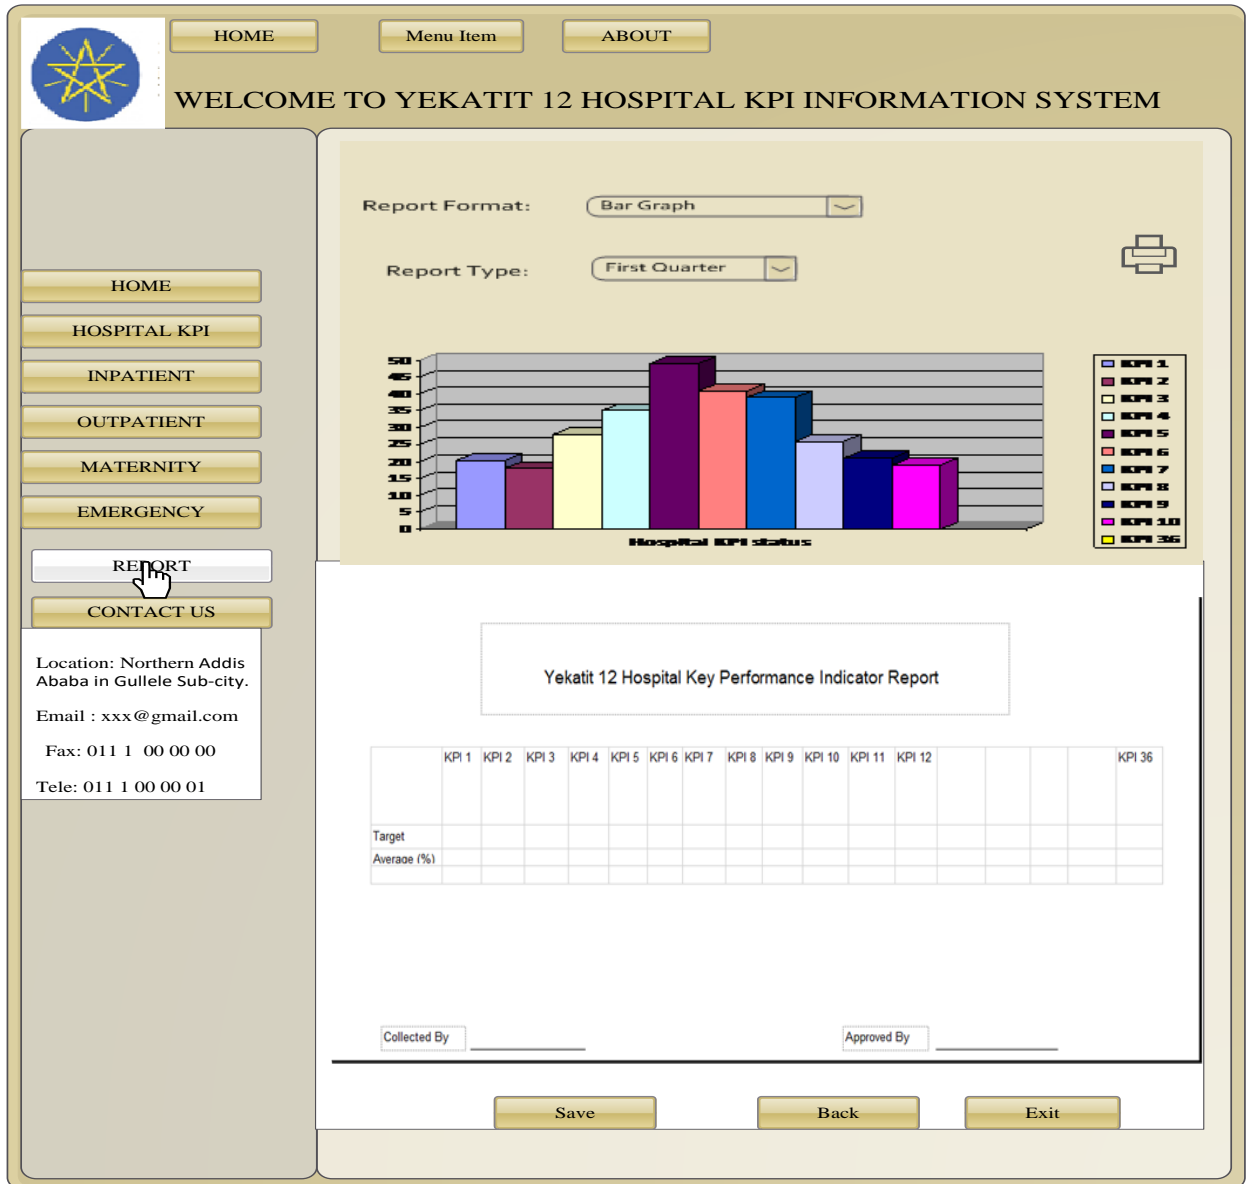 HOME Menu Item ABOUT
WELCOME TO YEKATIT 12 HOSPITAL KPI INFORMATION SYSTEM
HOME
HOSPITAL KPI
INPATIENT
OUTPATIENT
MATERNITY
EMERGENCY
REPORT
CONTACT US
Location: Northern Addis
Ababa in Gullele Sub-city.
Email : xxx@gmail.com
Fax: 011 1 00 00 00
Tele: 011 1 00 00 01
Report Format: Bar Graph
Report Type: First Quarter
50
45
40
35
30
25
20
15
10
5
0
Hospital KPI status
KPI 1
KPI 2
KPI 3
KPI 4
KPI 5
KPI 6
KPI 7
KPI 8
KPI 9
KPI 10
KPI 36
Yekatit 12 Hospital Key Performance Indicator Report
KPI 1 KPI 2 KPI 3 KPI 4 KPI 5 KPI 6 KPI 7 KPI 8 KPI 9 KPI 10 KPI 11 KPI 12 KPI 36
Target
Average (%)
Collected By Approved By
Save Back Exit